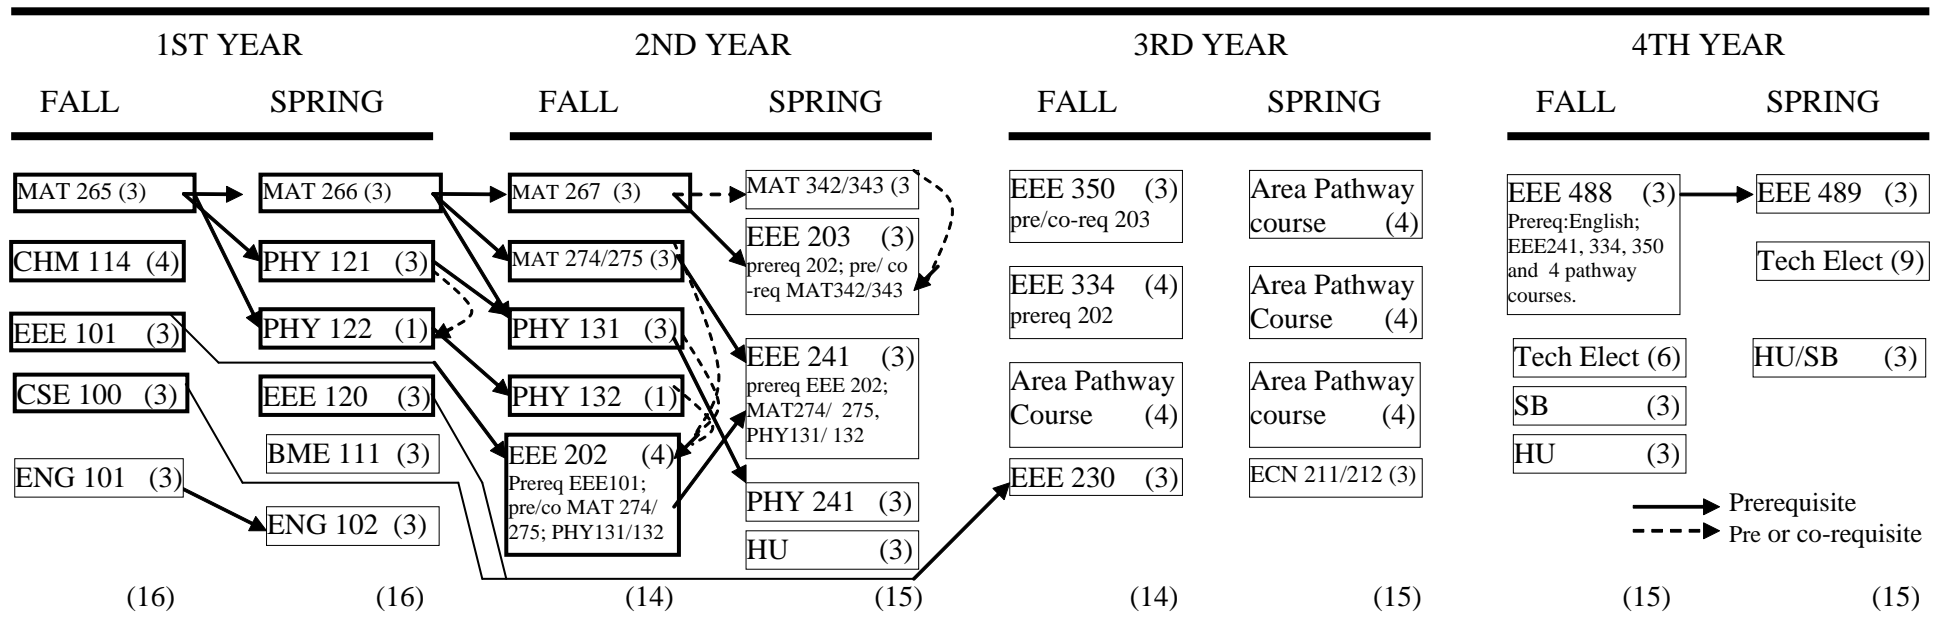 1ST YEAR
2ND YEAR
3RD YEAR
4TH YEAR
FALL
SPRING
FALL
SPRING
FALL
SPRING
FALL
SPRING
MAT 265 (3)
CHM 114 (4)
EEE 101 (3)
CSE 100 (3)
ENG 101 (3)
(16)
MAT 266 (3)
PHY 121 (3)
PHY 122 (1)
EEE 120 (3)
BME 111 (3)
ENG 102 (3)
(16)
MAT 267 (3)
MAT 274/275 (3)
PHY 131 (3)
PHY 132 (1)
EEE 202 (4)
Prereq EEE101;
pre/co MAT 274/
275; PHY131/132
(14)
MAT 342/343 (3
EEE 203 (3)
prereq 202; pre/ co
-req MAT342/343
EEE 241 (3)
prereq EEE 202;
MAT274/ 275,
PHY131/ 132
PHY 241 (3)
HU (3)
(15)
EEE 350 (3)
pre/co-req 203
EEE 334 (4)
prereq 202
Area Pathway
Course (4)
EEE 230 (3)
(14)
Area Pathway
course (4)
Area Pathway
Course (4)
Area Pathway
course (4)
ECN 211/212 (3)
(15)
EEE 488 (3)
Prereq:English;
EEE241, 334, 350
and 4 pathway
courses.
Tech Elect (6)
SB (3)
HU (3)
(15)
EEE 489 (3)
Tech Elect (9)
HU/SB (3)
Prerequisite
Pre or co-requisite
(15)